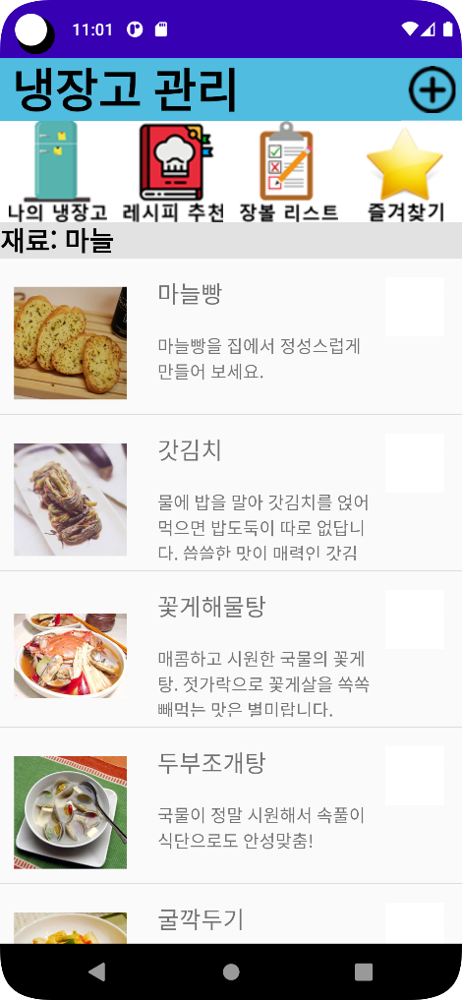 11:01
냉장고 관리
나의 냉장고 레시피 추천 장볼 리스트 즐겨찾기
재료: 마늘
마늘빵
마늘빵을 집에서 정성스럽게
만들어 보세요.
갓김치
물에 밥을 말아 갓김치를 얹어
먹으면 밥도둑이 따로 없답니
다. 씁쓸한 맛이 매력인 갓김
꽃게해물탕
매콤하고 시원한 국물의 꽃게
탕. 젓가락으로 꽃게살을 쏙쏙
빼먹는 맛은 별미랍니다.
두부조개탕
국물이 정말 시원해서 속풀이
식단으로도 안성맞춤!
굴깍두기